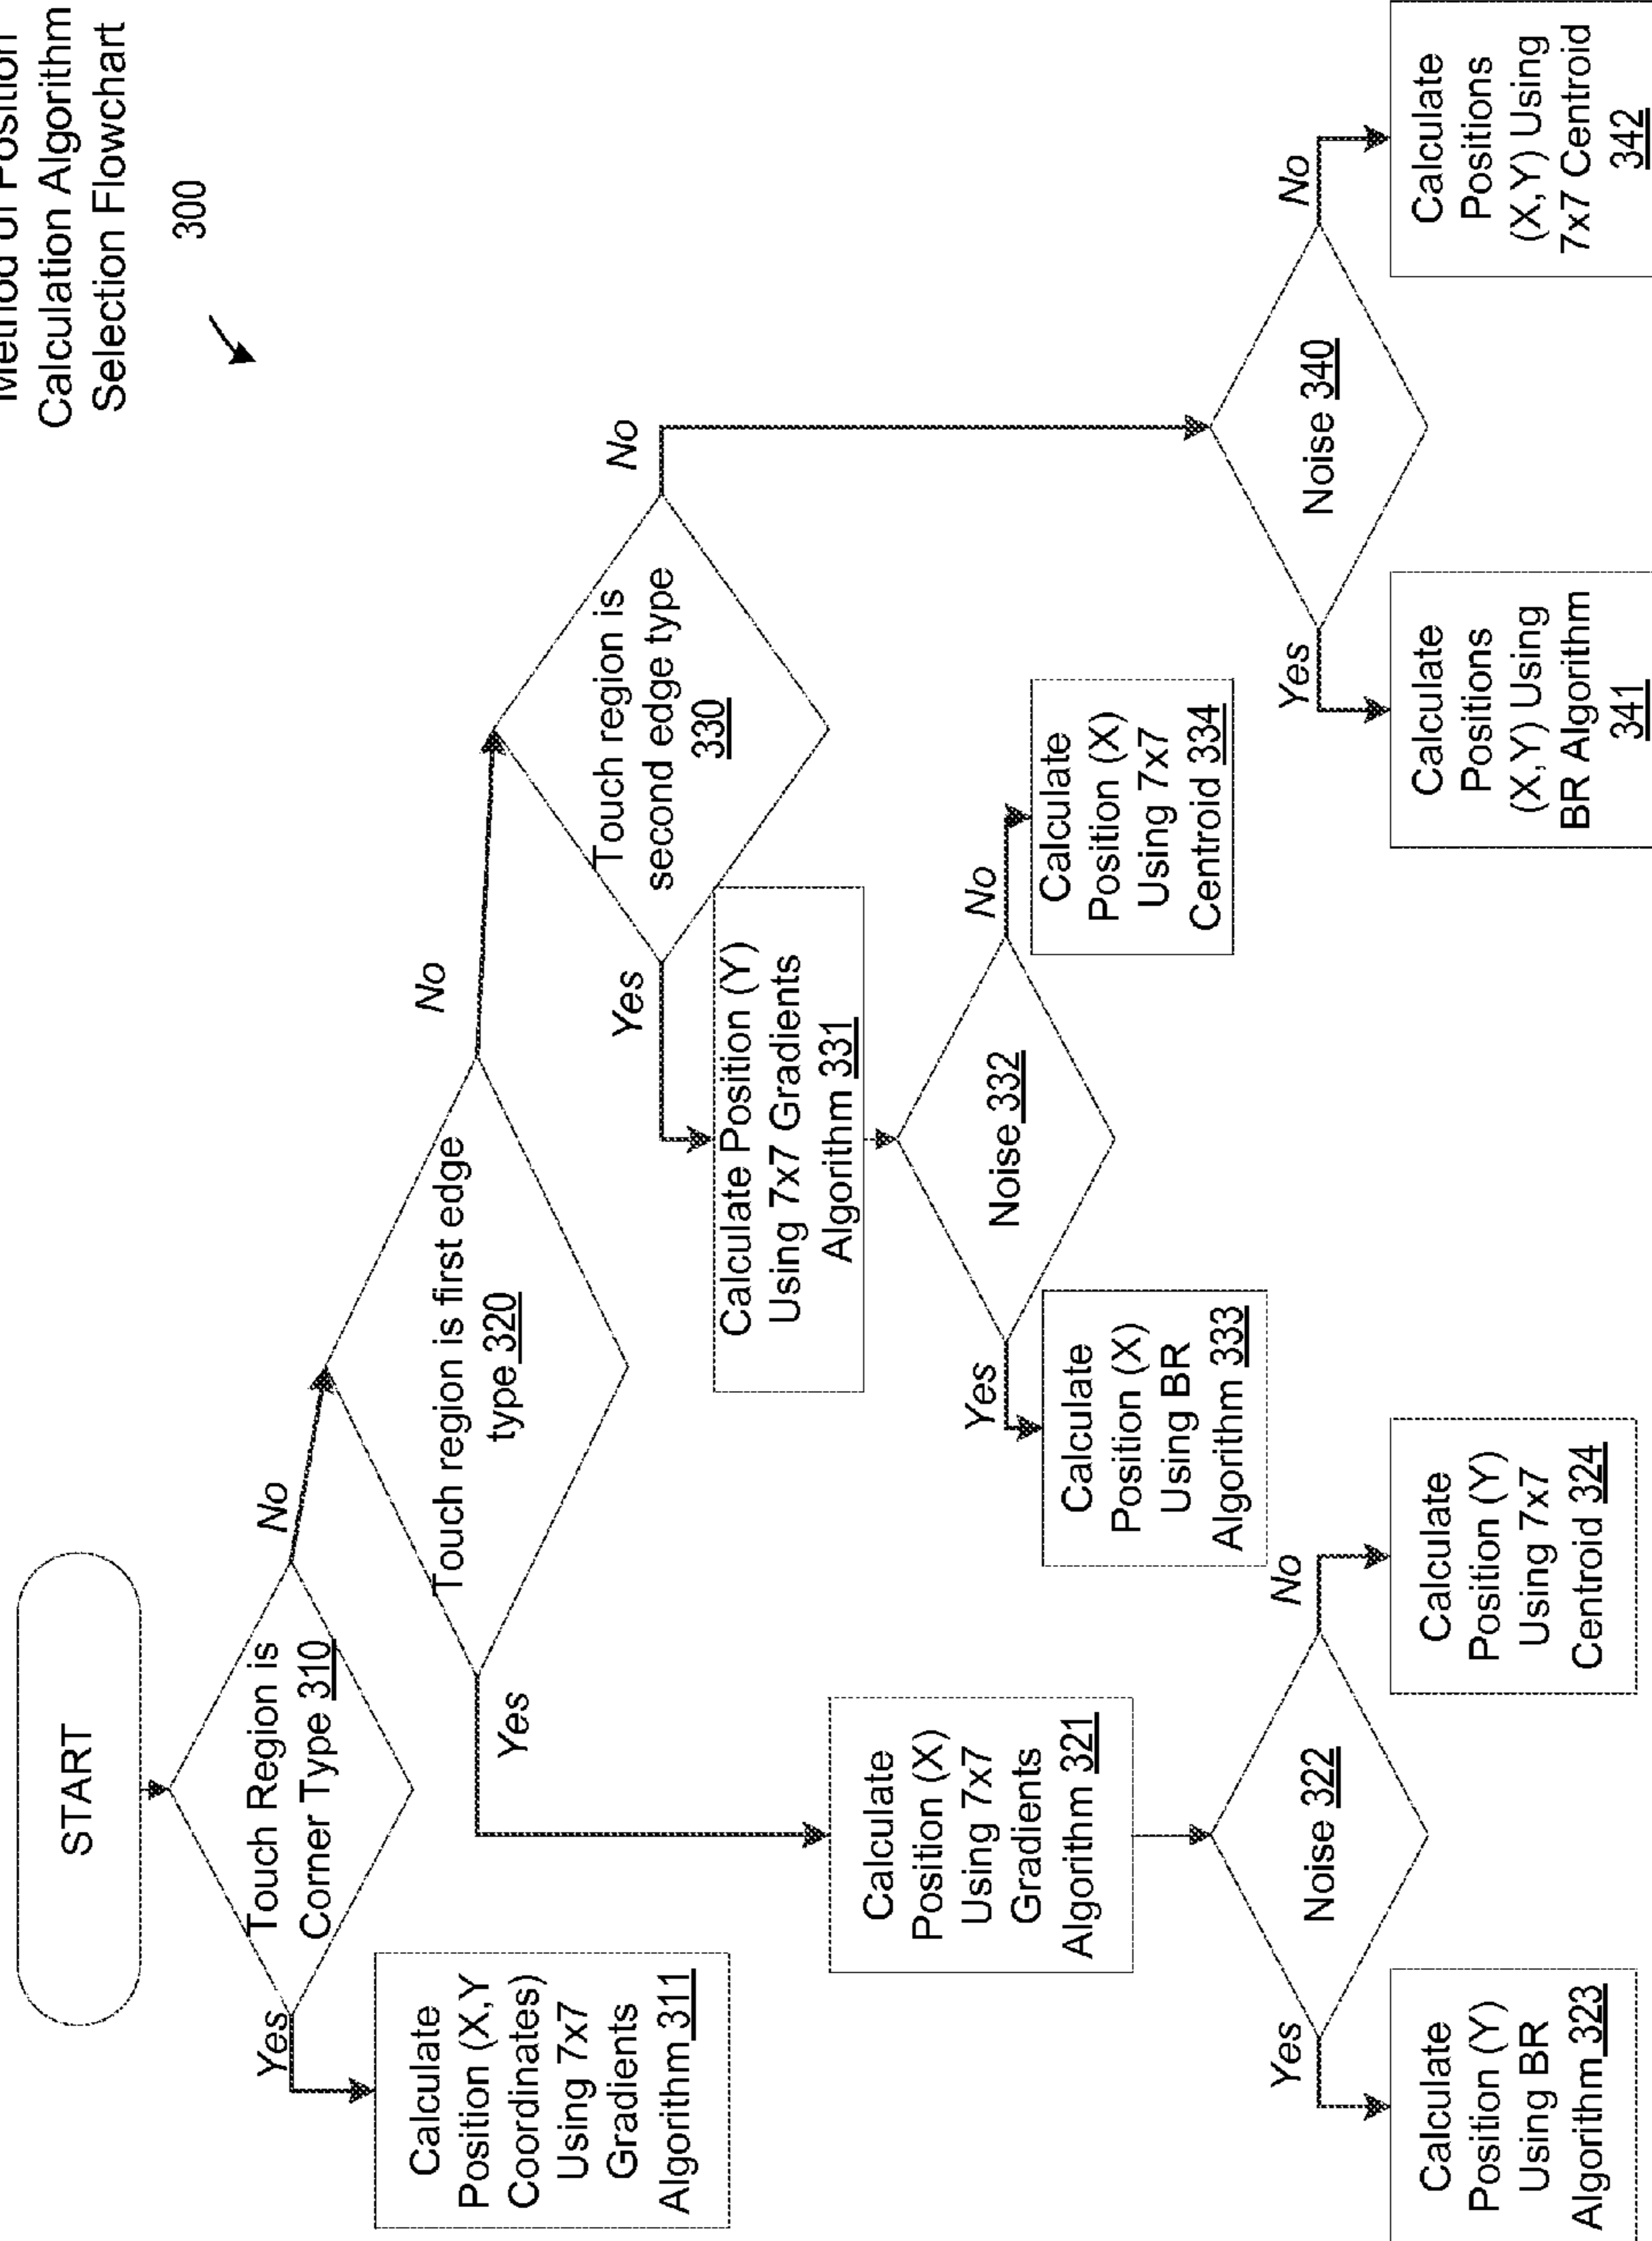 Method of Position
Calculation Algorithm
Selection Flowchart
300
START
Touch Region is
Corner Type 310
Yes
No
Calculate
Position (X,Y
Coordinates)
Using 7x7
Gradients
Algorithm 311
Touch region is first edge
type 320
Yes
No
Calculate
Position (X)
Using 7x7
Gradients
Algorithm 321
Noise 322
Yes
No
Calculate
Position (Y)
Using BR
Algorithm 323
Calculate
Position (Y)
Using 7x7
Centroid 324
Touch region is
second edge type
330
Yes
No
Calculate Position (Y)
Using 7x7 Gradients
Algorithm 331
Noise 332
Yes
No
Calculate
Position (X)
Using BR
Algorithm 333
Calculate
Position (X)
Using 7x7
Centroid 334
Noise 340
Yes
No
Calculate
Positions
(X,Y) Using
BR Algorithm
341
Calculate
Positions
(X,Y) Using
7x7 Centroid
342